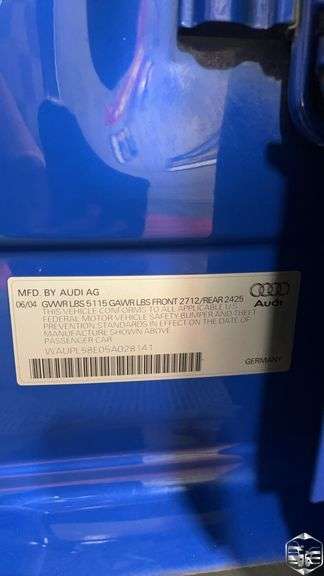 MFD BY AUDI AG
06/04 GVWR LBS 5115 GAWR LBS FRONT 2712/REAR 2425
THIS VEHICLE CONFORMS TO ALL APPLICABLE U.S.
FEDERAL MOTOR VEHICLE SAFETY BUMPER AND THEFT
PREVENTION STANDARDS IN EFFECT ON THE DATE OF
MANUFACTURE SHOWN ABOVE
PASSENGER CAR
WAUPL58E05A028141
Audi
GERMANY